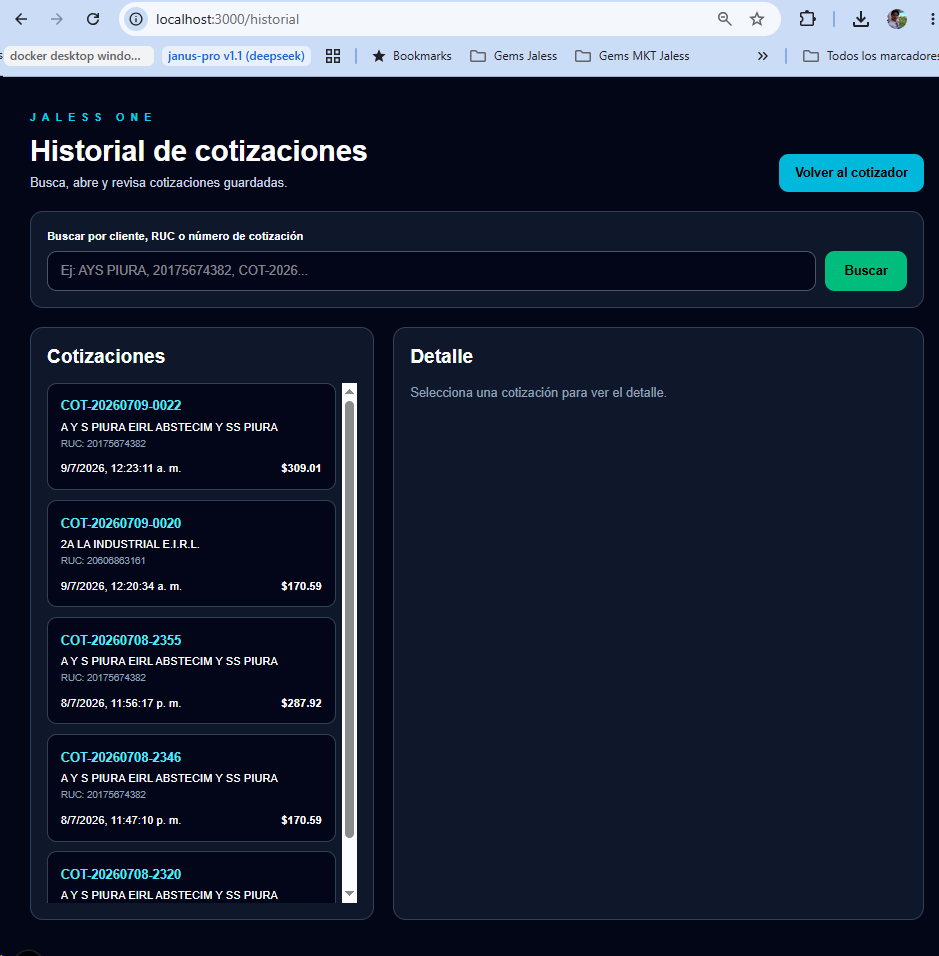 localhost:3000/historial
docker desktop windo...
janus-pro v1.1 (deepseek)
Bookmarks
Gems Jaless
Gems MKT Jaless
Todos los marcadores
JALESS ONE
Historial de cotizaciones
Busca, abre y revisa cotizaciones guardadas.
Volver al cotizador
Buscar por cliente, RUC o número de cotización
Ej: AYS PIURA, 20175674382, COT-2026...
Buscar
Cotizaciones
COT-20260709-0022
A Y S PIURA EIRL ABSTECIM Y SS PIURA
RUC: 20175674382
9/7/2026, 12:23:11 a. m. $309.01
COT-20260709-0020
2A LA INDUSTRIAL E.I.R.L.
RUC: 20606863161
9/7/2026, 12:20:34 a. m. $170.59
COT-20260708-2355
A Y S PIURA EIRL ABSTECIM Y SS PIURA
RUC: 20175674382
8/7/2026, 11:56:17 p. m. $287.92
COT-20260708-2346
A Y S PIURA EIRL ABSTECIM Y SS PIURA
RUC: 20175674382
8/7/2026, 11:47:10 p. m. $170.59
COT-20260708-2320
A Y S PIURA EIRL ABSTECIM Y SS PIURA
Detalle
Selecciona una cotización para ver el detalle.